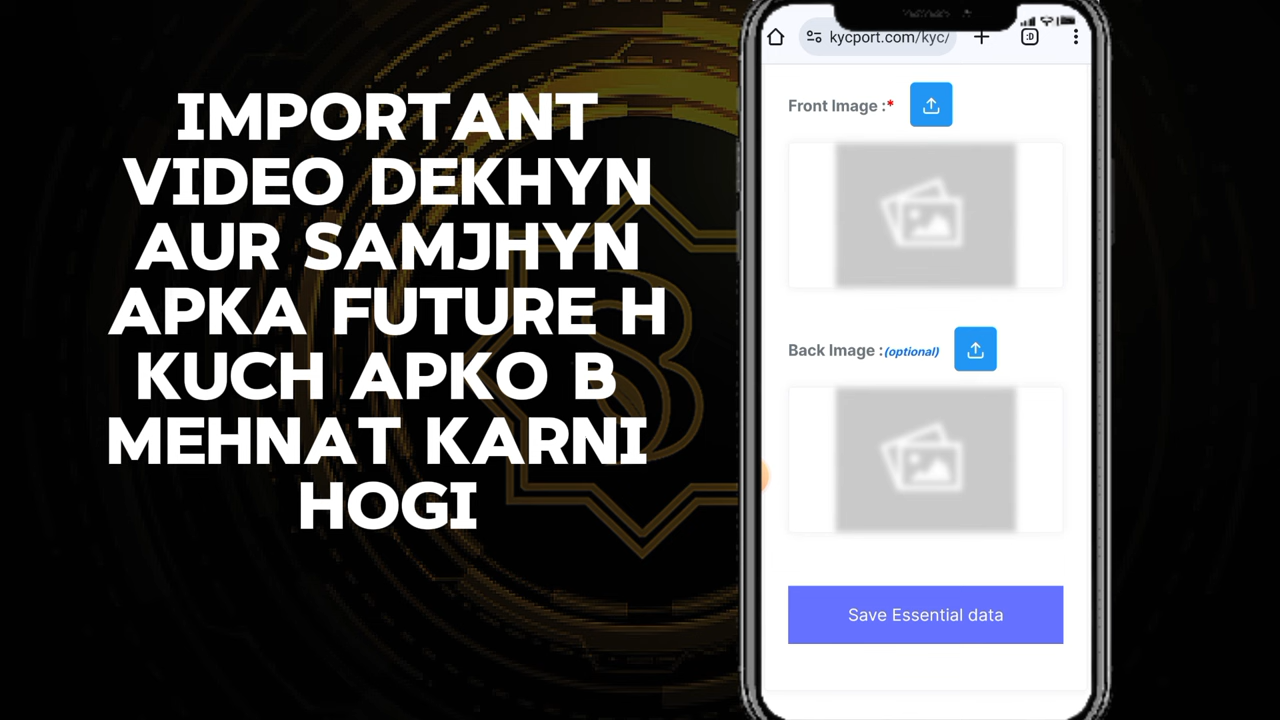 IMPORTANT
VIDEO DEKHYN
AUR SAMJHYN
APKA FUTURE H
KUCH APKO B
MEHNAT KARNI
HOGI
kycport.com/kyc/
:D
Front Image :*
Back Image :(optional)
Save Essential data